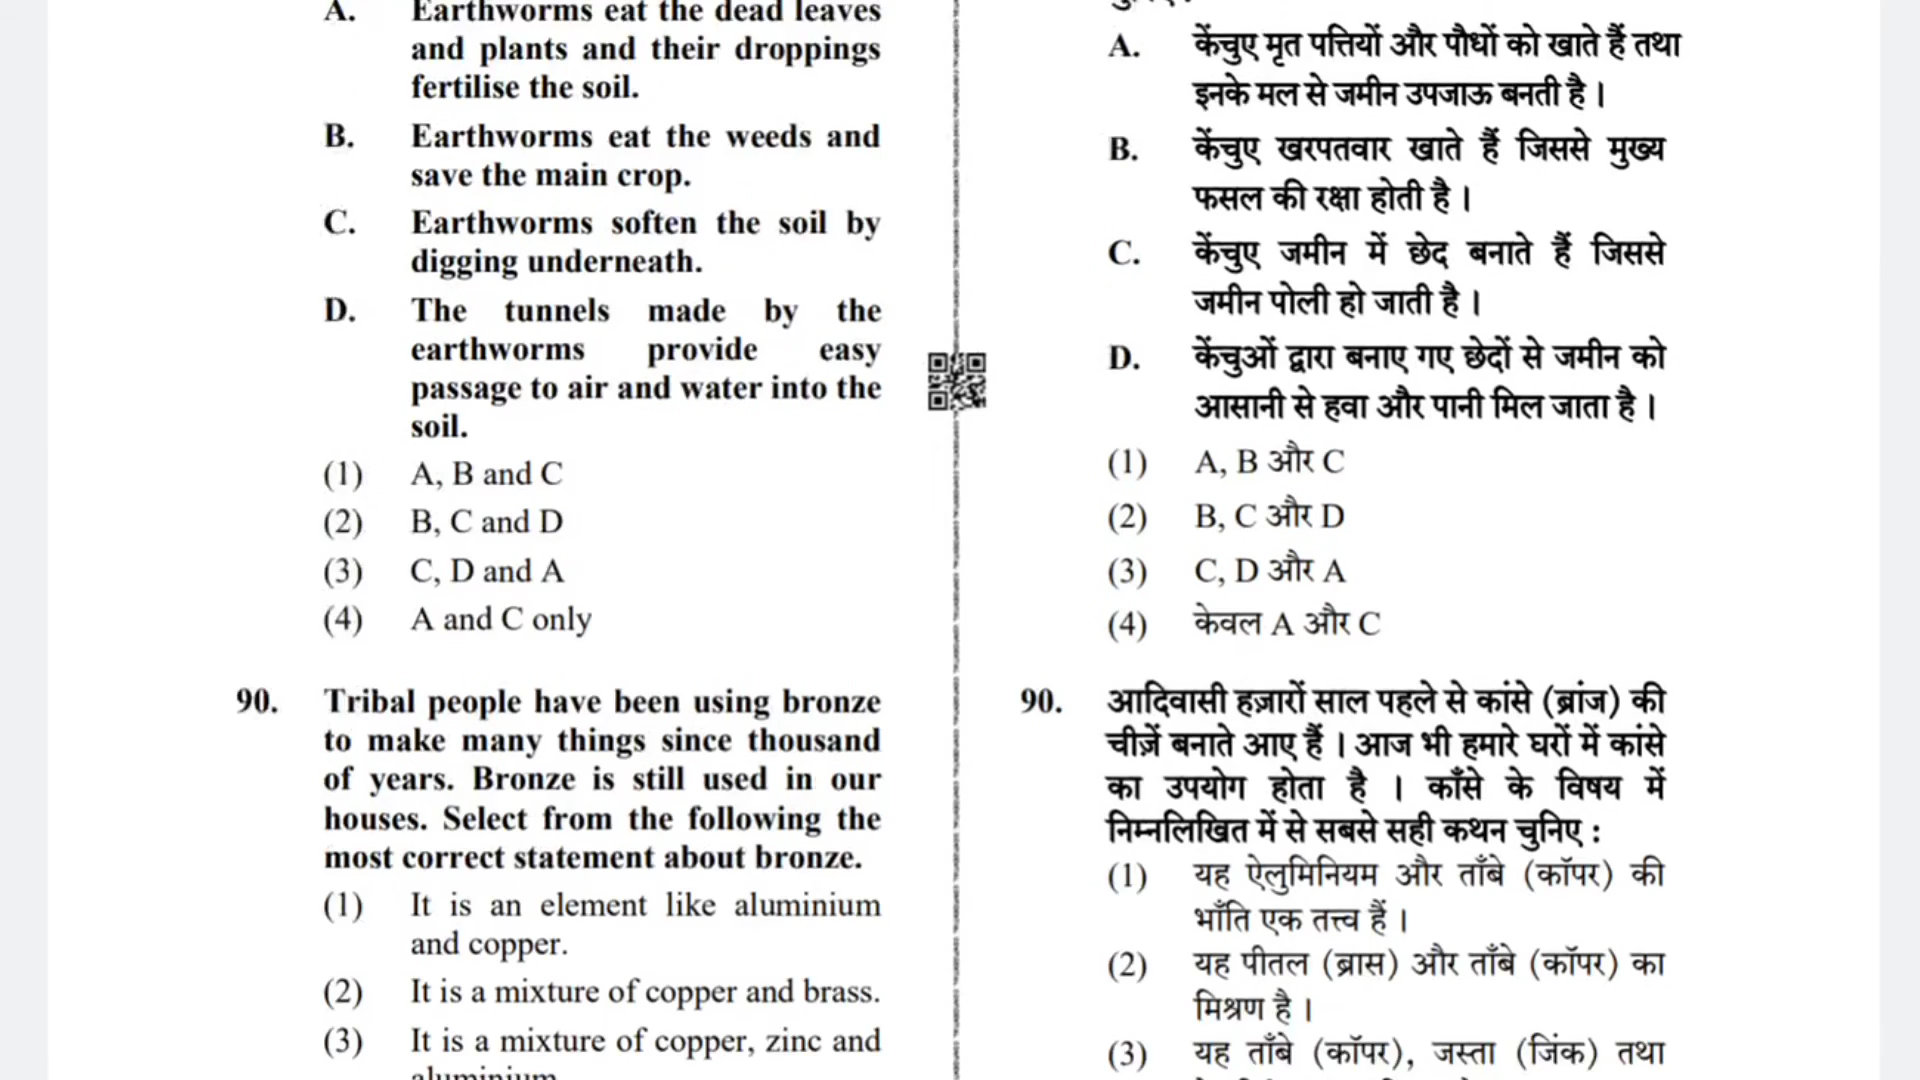 A. Earthworms eat the dead leaves
and plants and their droppings
fertilise the soil.
B. Earthworms eat the weeds and
save the main crop.
C. Earthworms soften the soil by
digging underneath.
D. The tunnels made by the
earthworms provide easy
passage to air and water into the
soil.
(1) A, B and C
(2) B, C and D
(3) C, D and A
(4) A and C only
90. Tribal people have been using bronze
to make many things since thousand
of years. Bronze is still used in our
houses. Select from the following the
most correct statement about bronze.
(1) It is an element like aluminium
and copper.
(2) It is a mixture of copper and brass.
(3) It is a mixture of copper, zinc and
aluminium
A. केंचुए मृत पत्तियों और पौधों को खाते हैं तथा
इनके मल से जमीन उपजाऊ बनती है ।
B. केंचुए खरपतवार खाते हैं जिससे मुख्य
फसल की रक्षा होती है ।
C. केंचुए जमीन में छेद बनाते हैं जिससे
जमीन पोली हो जाती है ।
D. केंचुओं द्वारा बनाए गए छेदों से जमीन को
आसानी से हवा और पानी मिल जाता है ।
(1) A, B और C
(2) B, C और D
(3) C, D और A
(4) केवल A और C
90. आदिवासी हज़ारों साल पहले से कांसे (ब्रांज) की
चीज़ें बनाते आए हैं । आज भी हमारे घरों में कांसे
का उपयोग होता है । काँसे के विषय में
निम्नलिखित में से सबसे सही कथन चुनिए :
(1) यह ऐलुमिनियम और ताँबे (कॉपर) की
भाँति एक तत्त्व हैं ।
(2) यह पीतल (ब्रास) और ताँबे (कॉपर) का
मिश्रण है ।
(3) यह ताँबे (कॉपर), जस्ता (जिंक) तथा